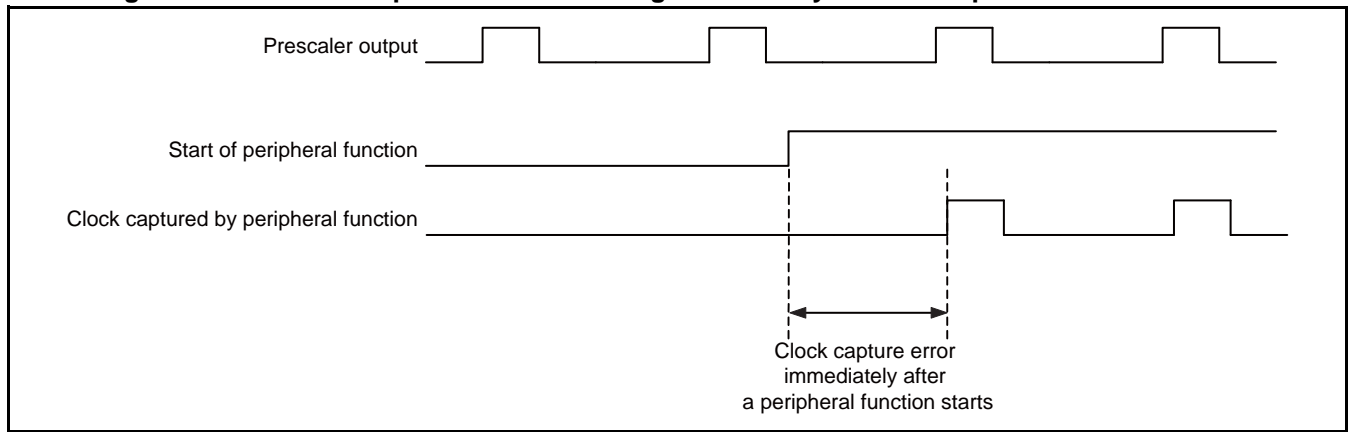 Prescaler output
Start of peripheral function
Clock captured by peripheral function
Clock capture error
immediately after
a peripheral function starts